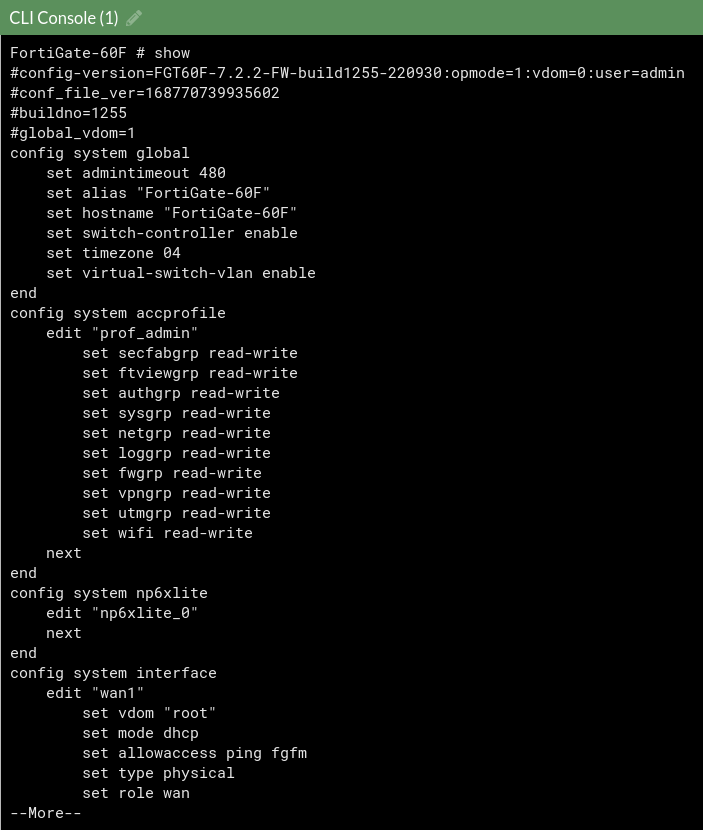 CLI Console (1)
FortiGate-60F # show
#config-version=FGT60F-7.2.2-FW-build1255-220930:opmode=1:vdom=0:user=admin
#conf_file_ver=168770739935602
#buildno=1255
#global_vdom=1
config system global
    set admintimeout 480
    set alias "FortiGate-60F"
    set hostname "FortiGate-60F"
    set switch-controller enable
    set timezone 04
    set virtual-switch-vlan enable
end
config system accprofile
    edit "prof_admin"
        set secfabgrp read-write
        set ftviewgrp read-write
        set authgrp read-write
        set sysgrp read-write
        set netgrp read-write
        set loggrp read-write
        set fwgrp read-write
        set vpngrp read-write
        set utmgrp read-write
        set wifi read-write
    next
end
config system np6xlite
    edit "np6xlite_0"
    next
end
config system interface
    edit "wan1"
        set vdom "root"
        set mode dhcp
        set allowaccess ping fgfm
        set type physical
        set role wan
--More--